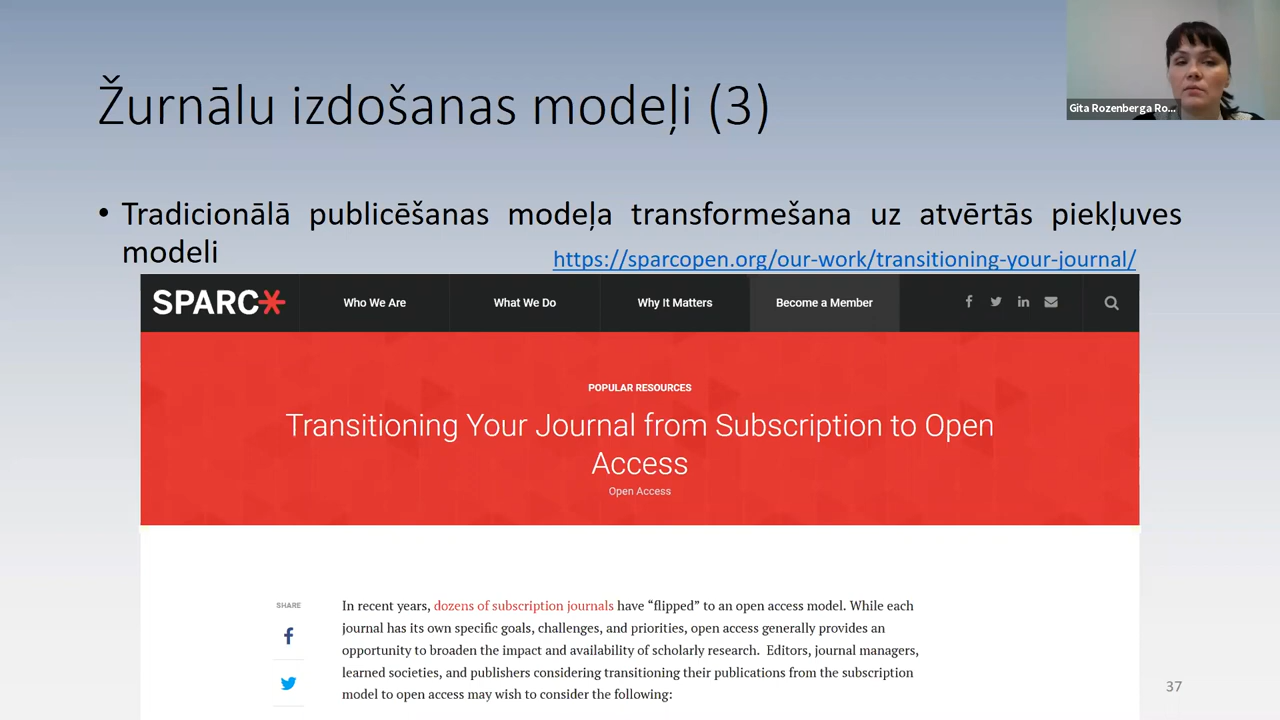 Žurnālu izdošanas modeļi (3)
Gita Rozenberga Ro...
• Tradicionālā publicēšanas modeļa transformešana uz atvērtās piekļuves
modeli
https://sparcopen.org/our-work/transitioning-your-journal/
SPARC
Who We Are
What We Do
Why It Matters
Become a Member
POPULAR RESOURCES
Transitioning Your Journal from Subscription to Open
Access
Open Access
SHARE
In recent years, dozens of subscription journals have “flipped” to an open access model. While each
journal has its own specific goals, challenges, and priorities, open access generally provides an
opportunity to broaden the impact and availability of scholarly research. Editors, journal managers,
learned societies, and publishers considering transitioning their publications from the subscription
model to open access may wish to consider the following:
37